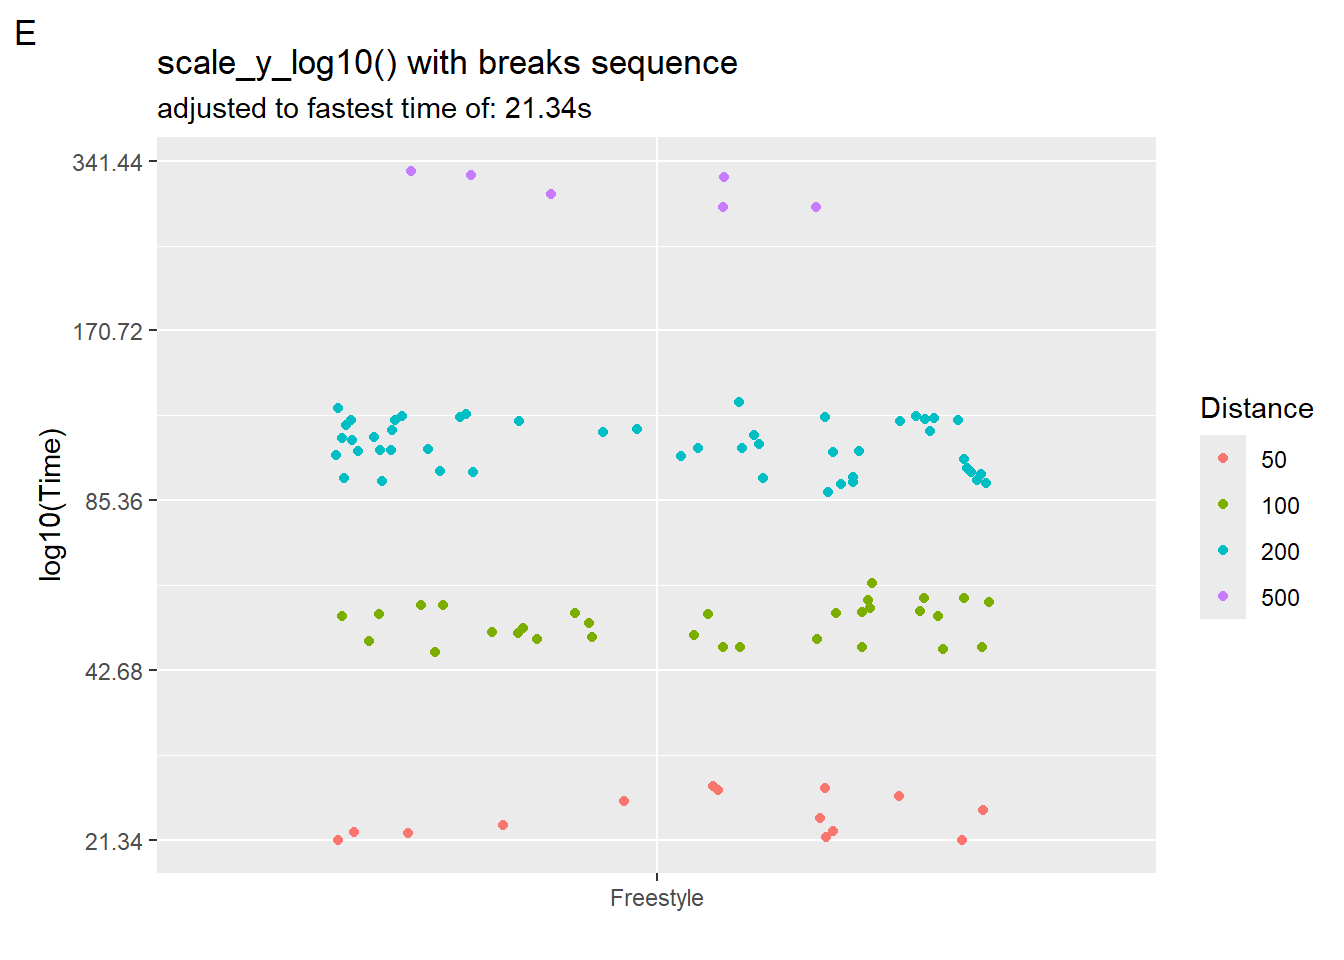 E
scale_y_log10() with breaks sequence
adjusted to fastest time of: 21.34s
341.44
170.72
85.36
42.68
21.34
log10(Time)
Freestyle
Distance
50
100
200
500